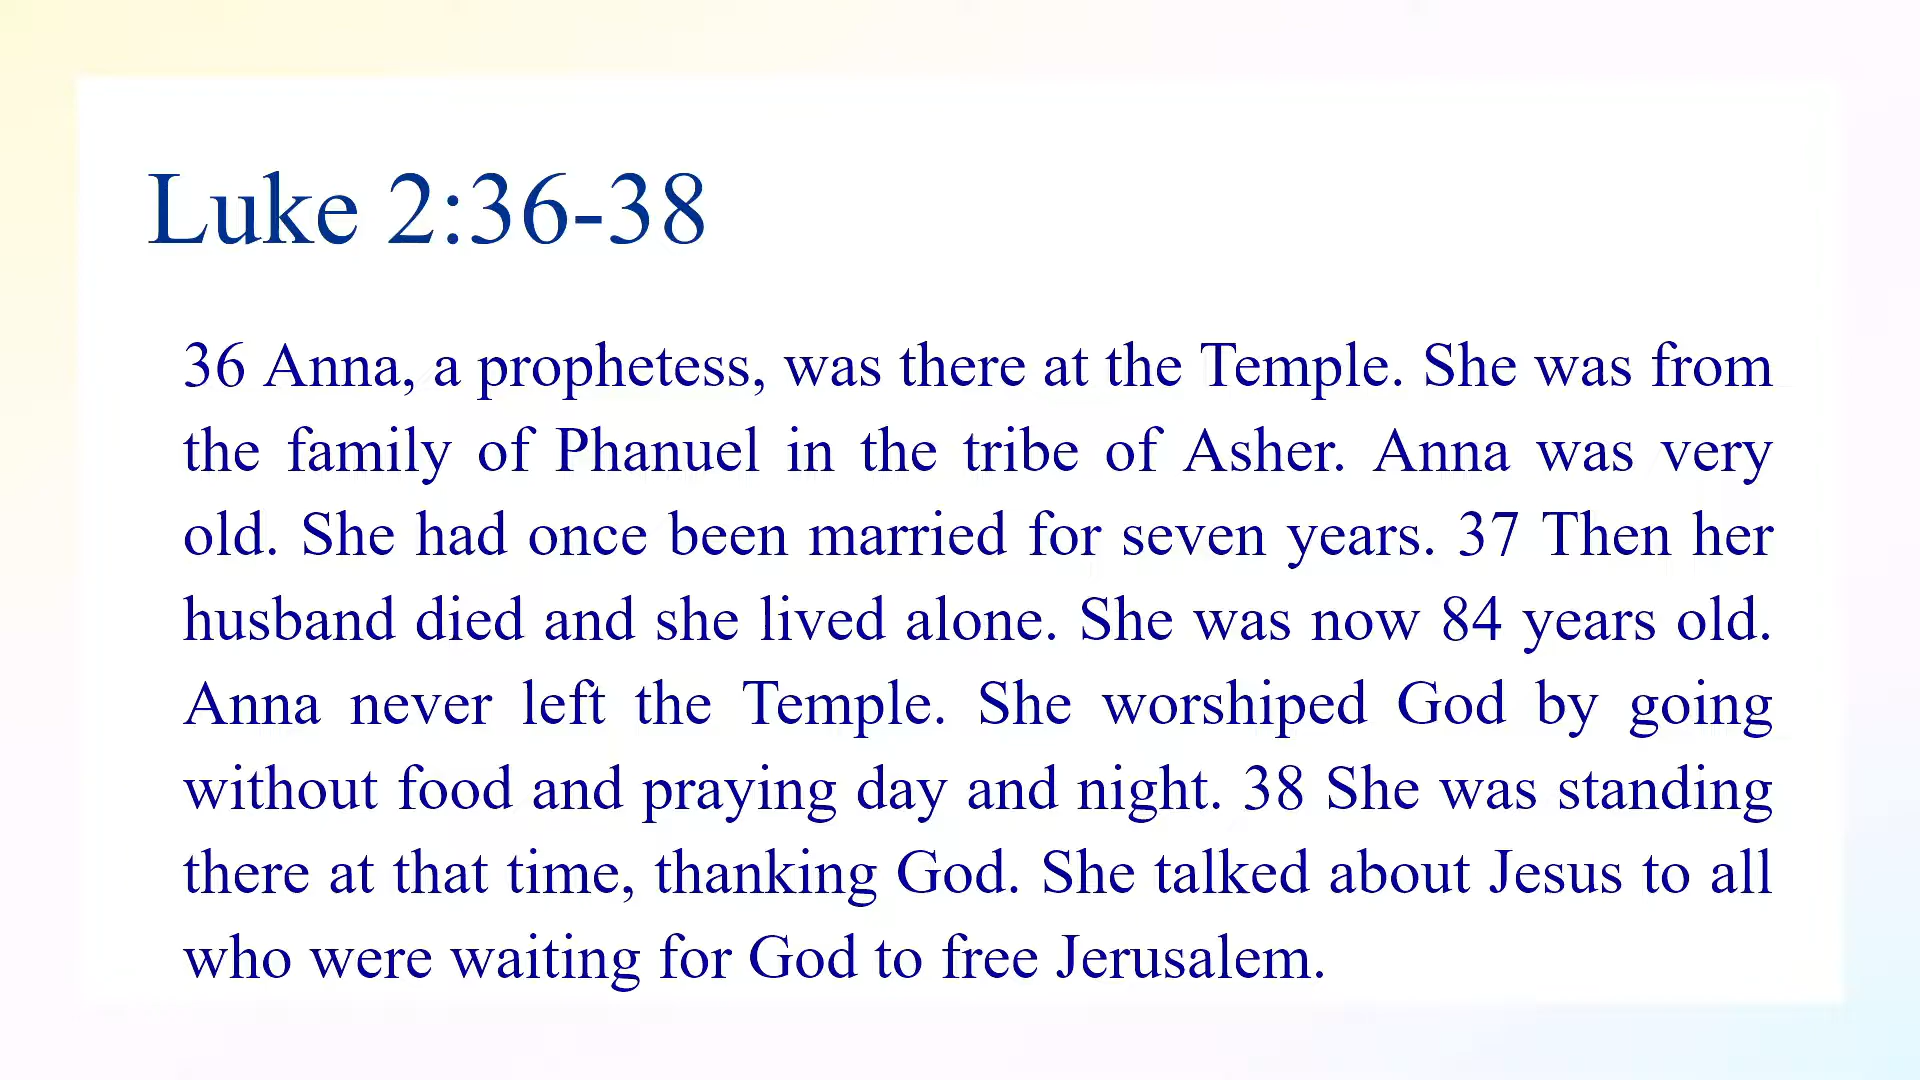 Luke 2:36-38
36 Anna, a prophetess, was there at the Temple. She was from
the family of Phanuel in the tribe of Asher. Anna was very
old. She had once been married for seven years. 37 Then her
husband died and she lived alone. She was now 84 years old.
Anna never left the Temple. She worshiped God by going
without food and praying day and night. 38 She was standing
there at that time, thanking God. She talked about Jesus to all
who were waiting for God to free Jerusalem.